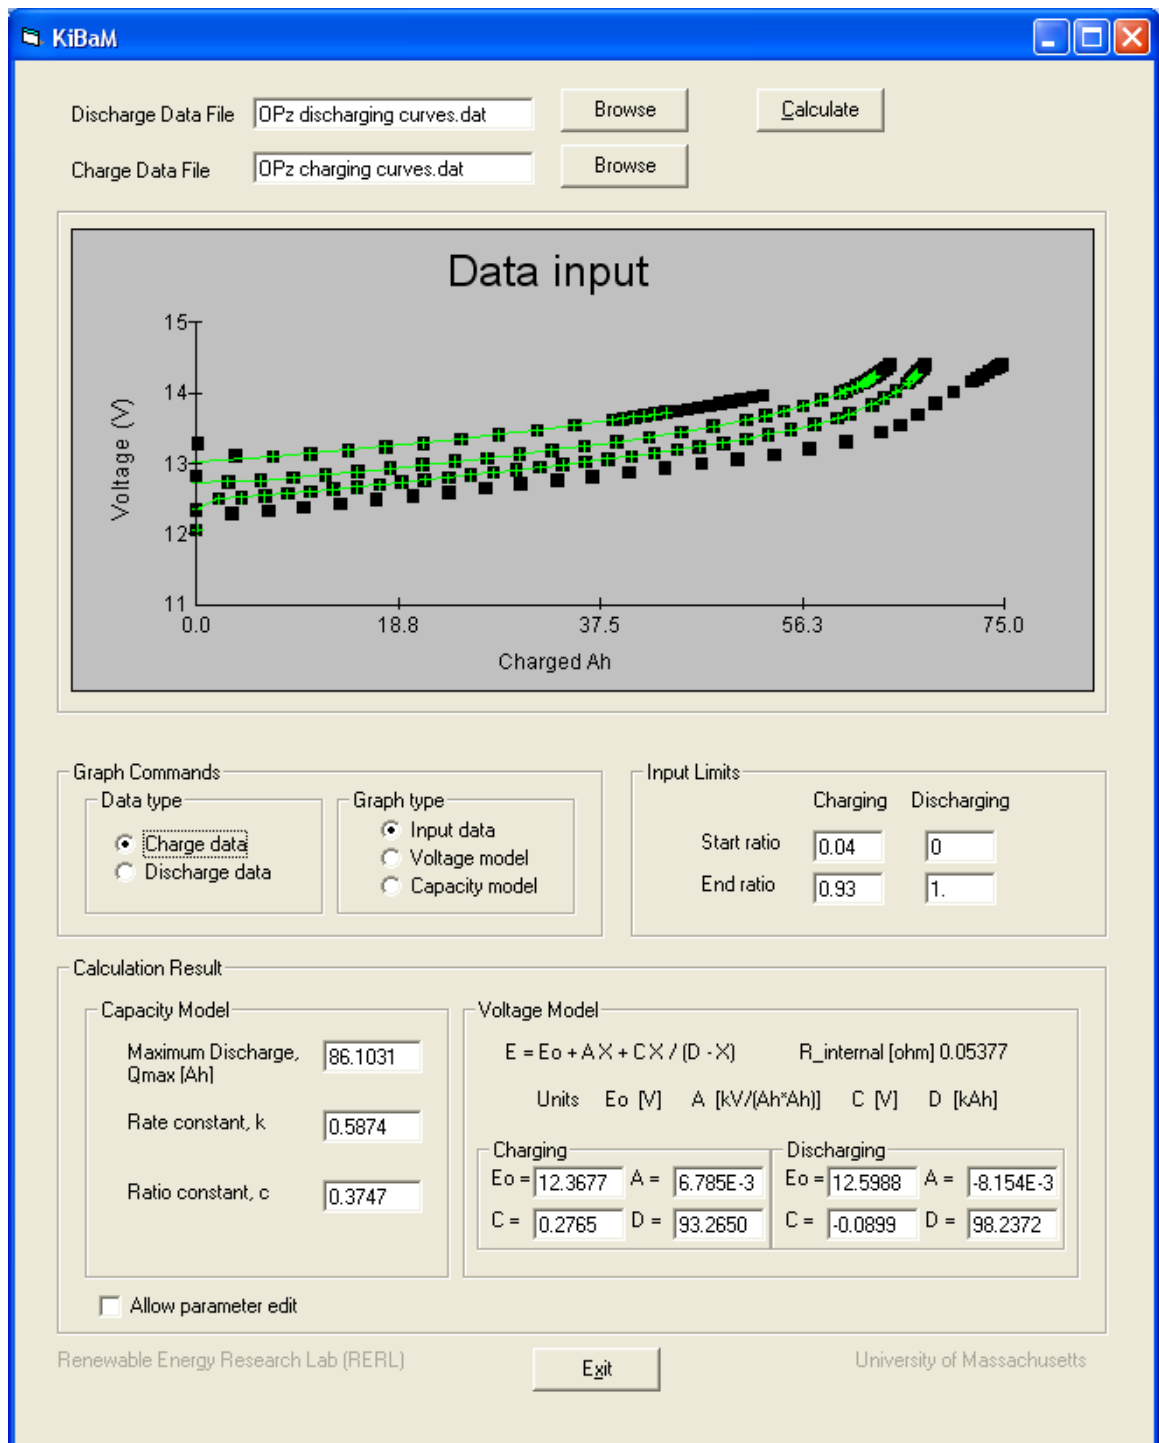 KiBaM
Discharge Data File OPz discharging curves.dat Browse Calculate
Charge Data File OPz charging curves.dat Browse
Data input
15
14
13
12
11
Voltage (V)
0.0 18.8 37.5 56.3 75.0
Charged Ah
Graph Commands
Data type
Charge data
Discharge data
Graph type
Input data
Voltage model
Capacity model
Input Limits
Charging Discharging
Start ratio 0.04 0
End ratio 0.93 1.
Calculation Result
Capacity Model
Maximum Discharge,
Qmax [Ah] 86.1031
Rate constant, k 0.5874
Ratio constant, c 0.3747
Voltage Model
E = Eo + A X + C X / (D - X) R_internal [ohm] 0.05377
Units Eo [V] A [kV/(Ah*Ah)] C [V] D [kAh]
Charging
Eo = 12.3677 A = 6.785E-3
C = 0.2765 D = 93.2650
Discharging
Eo = 12.5988 A = -8.154E-3
C = -0.0899 D = 98.2372
Allow parameter edit
Renewable Energy Research Lab (RERL) Exit University of Massachusetts